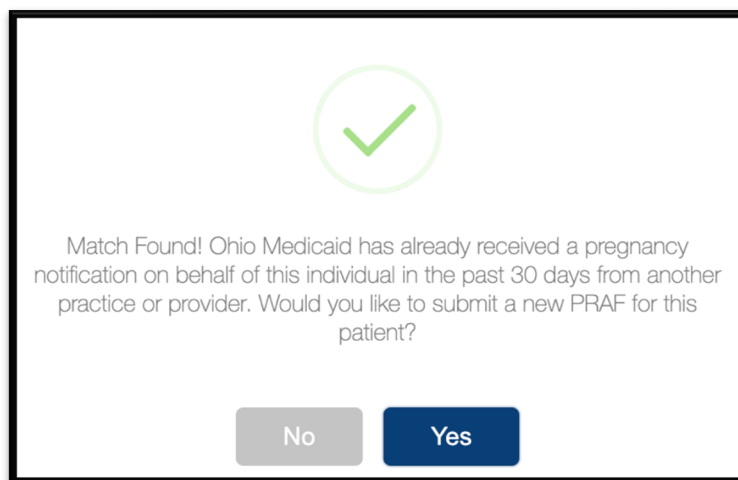 Match Found! Ohio Medicaid has already received a pregnancy
notification on behalf of this individual in the past 30 days from another
practice or provider. Would you like to submit a new PRAF for this
patient?
No
Yes